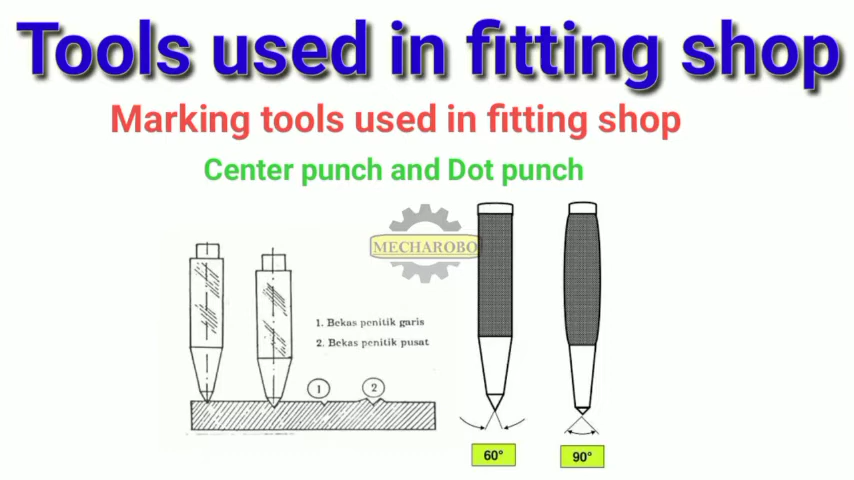 Tools used in fitting shop
Marking tools used in fitting shop
Center punch and Dot punch
MECHAROBO
1. Bekas penitik garis
2. Bekas penitik pusat
1
2
60°
90°